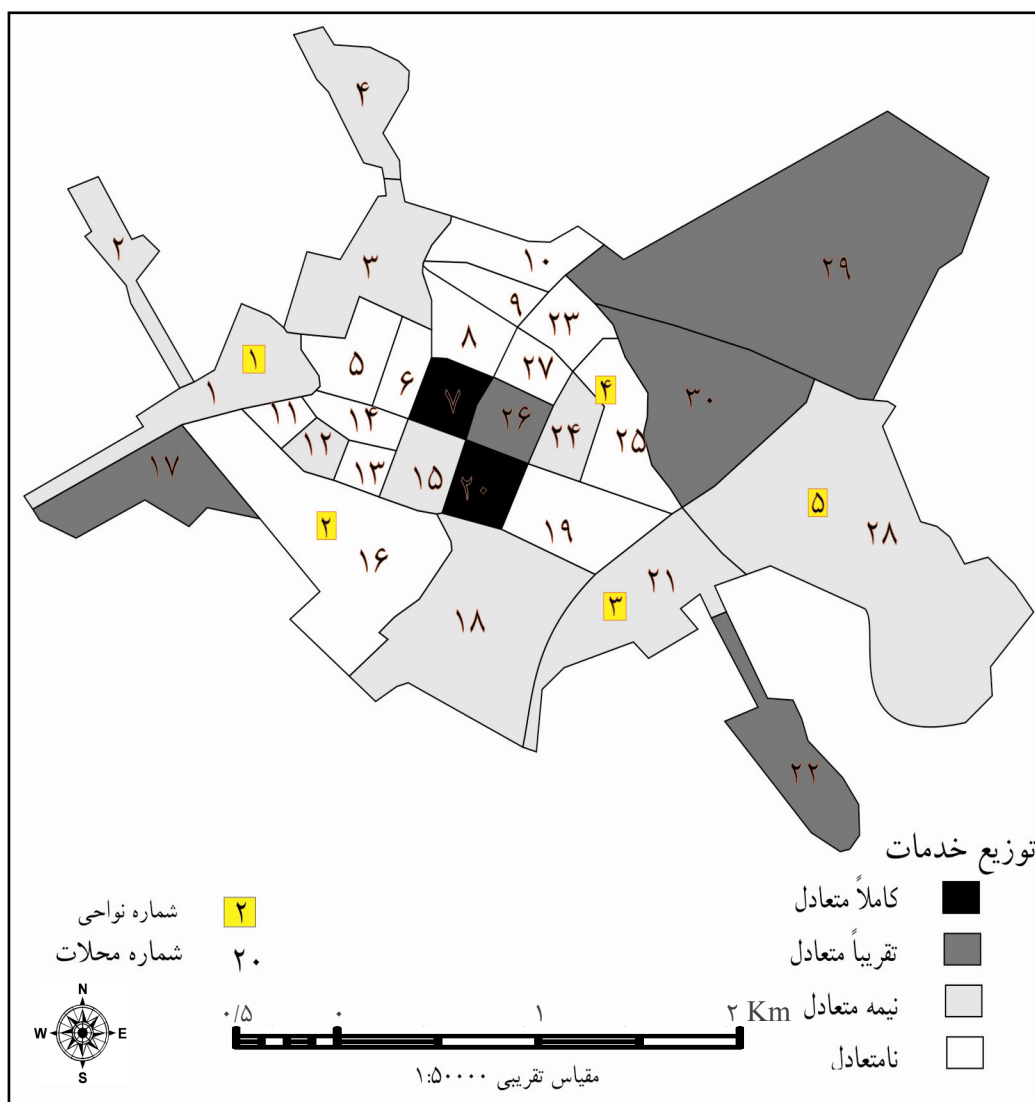 ۴
۲
۳
۱۰
۲۹
۹
۲۳
۸
۵
۱
۲۷
۶
۴
۱
۷
۲۶
۳۰
۱۱
۱۴
۱۲
۲۴
۲۵
۱۷
۱۳
۱۵
۲۰
۲
۱۹
۵
۲۸
۱۶
۲۱
۳
۱۸
۲۲
توزیع خدمات
کاملاً متعادل
تقریباً متعادل
نیمه متعادل
نامتعادل
۲ شماره نواحی
۲۰ شماره محلات
N
W E
S
۰/۵ ۰ ۱ ۲ Km
مقیاس تقریبی ۱:۵۰۰۰۰